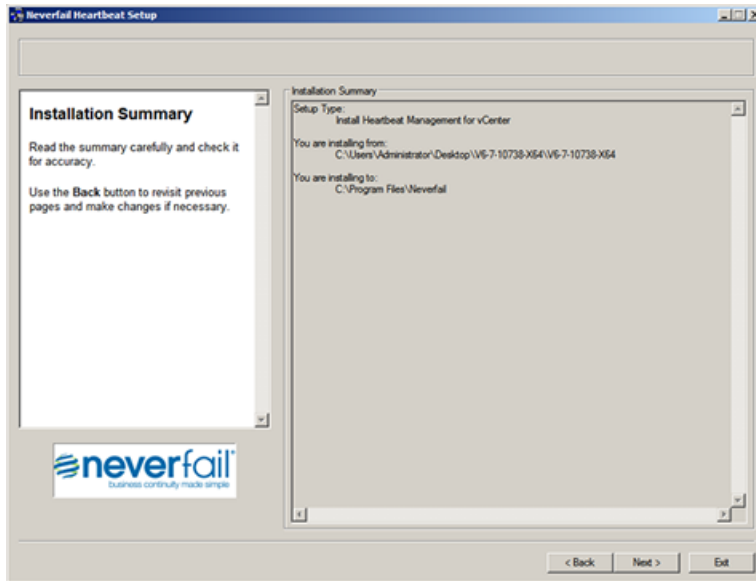 Neverfail Heartbeat Setup
Installation Summary
Read the summary carefully and check it
for accuracy.
Use the Back button to revisit previous
pages and make changes if necessary.
neverfail
business continuity made simple
Installation Summary
Setup Type:
Install Heartbeat Management for vCenter
You are installing from:
C:\Users\Administrator\Desktop\V6-7-10738-X64\V6-7-10738-X64
You are installing to:
C:\Program Files\Neverfail
< Back
Next >
Exit